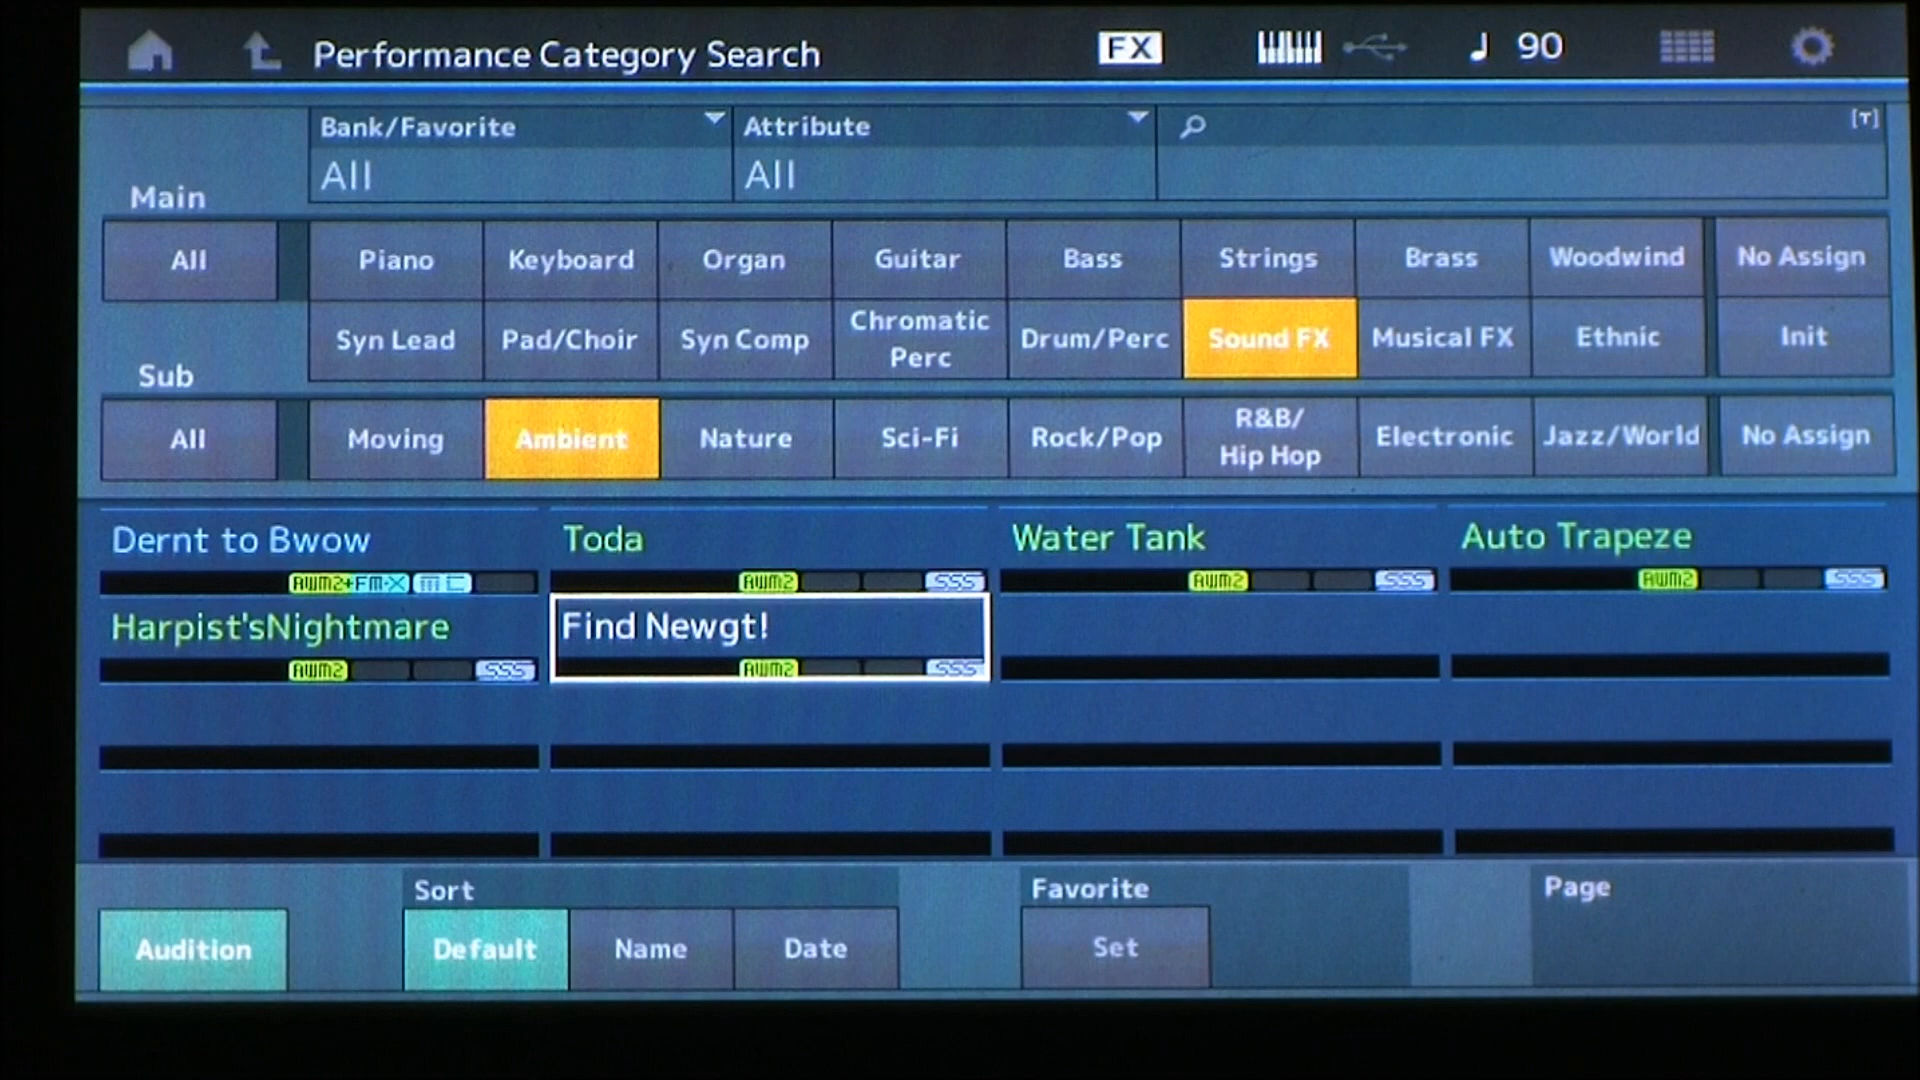 Performance Category Search FX 90
Bank/Favorite Attribute [T]
All All
Main
All Piano Keyboard Organ Guitar Bass Strings Brass Woodwind No Assign
Syn Lead Pad/Choir Syn Comp Chromatic Perc Drum/Perc Sound FX Musical FX Ethnic Init
Sub
All Moving Ambient Nature Sci-Fi Rock/Pop R&B/ Hip Hop Electronic Jazz/World No Assign
Dernt to Bwow Toda Water Tank Auto Trapeze
AWM2+FM-X MC AWM2 SSS AWM2 SSS AWM2 SSS
Harpist'sNightmare Find Newgt!
AWM2 SSS AWM2 SSS
Sort Favorite Page
Audition Default Name Date Set